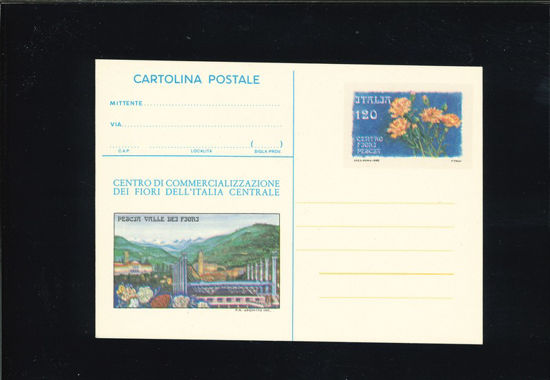 CARTOLINA POSTALE
MITTENTE
VIA
( )
C.A.P. LOCALITÀ SIGLA PROV.
CENTRO DI COMMERCIALIZZAZIONE
DEI FIORI DELL'ITALIA CENTRALE
PESCIA VALLE DEI FIORI
ITALIA
120
CENTRO
FIORI
PESCIA